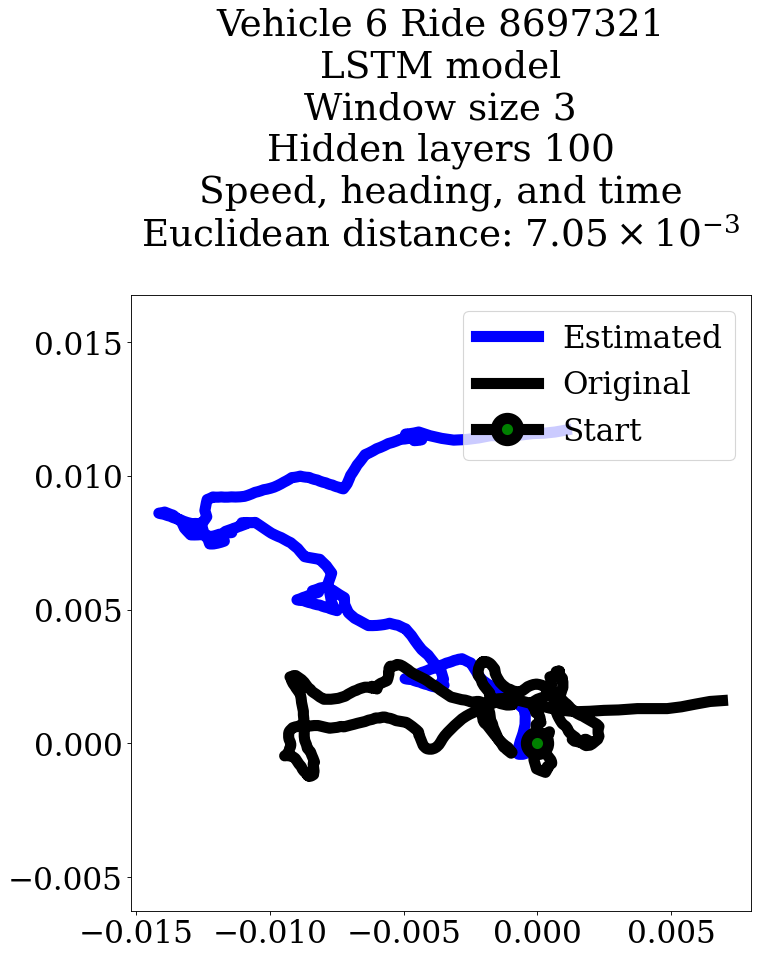 Vehicle 6 Ride 8697321
LSTM model
Window size 3
Hidden layers 100
Speed, heading, and time
Euclidean distance: 7.05 × 10⁻³
Estimated
Original
Start
0.015
0.010
0.005
0.000
−0.005
−0.015 −0.010 −0.005 0.000 0.005